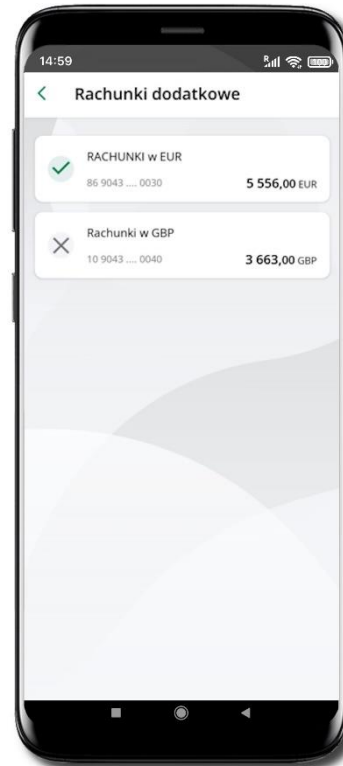 14:59
Rachunki dodatkowe
RACHUNKI w EUR
86 9043 .... 0030 5 556,00 EUR
Rachunki w GBP
10 9043 .... 0040 3 663,00 GBP